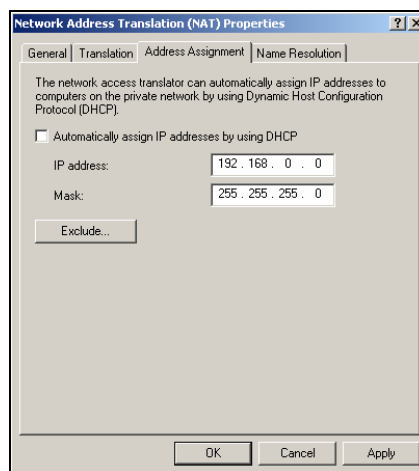 Network Address Translation (NAT) Properties
General Translation Address Assignment Name Resolution
The network access translator can automatically assign IP addresses to
computers on the private network by using Dynamic Host Configuration
Protocol (DHCP).
Automatically assign IP addresses by using DHCP
IP address: 192 . 168 . 0 . 0
Mask: 255 . 255 . 255 . 0
Exclude...
OK Cancel Apply